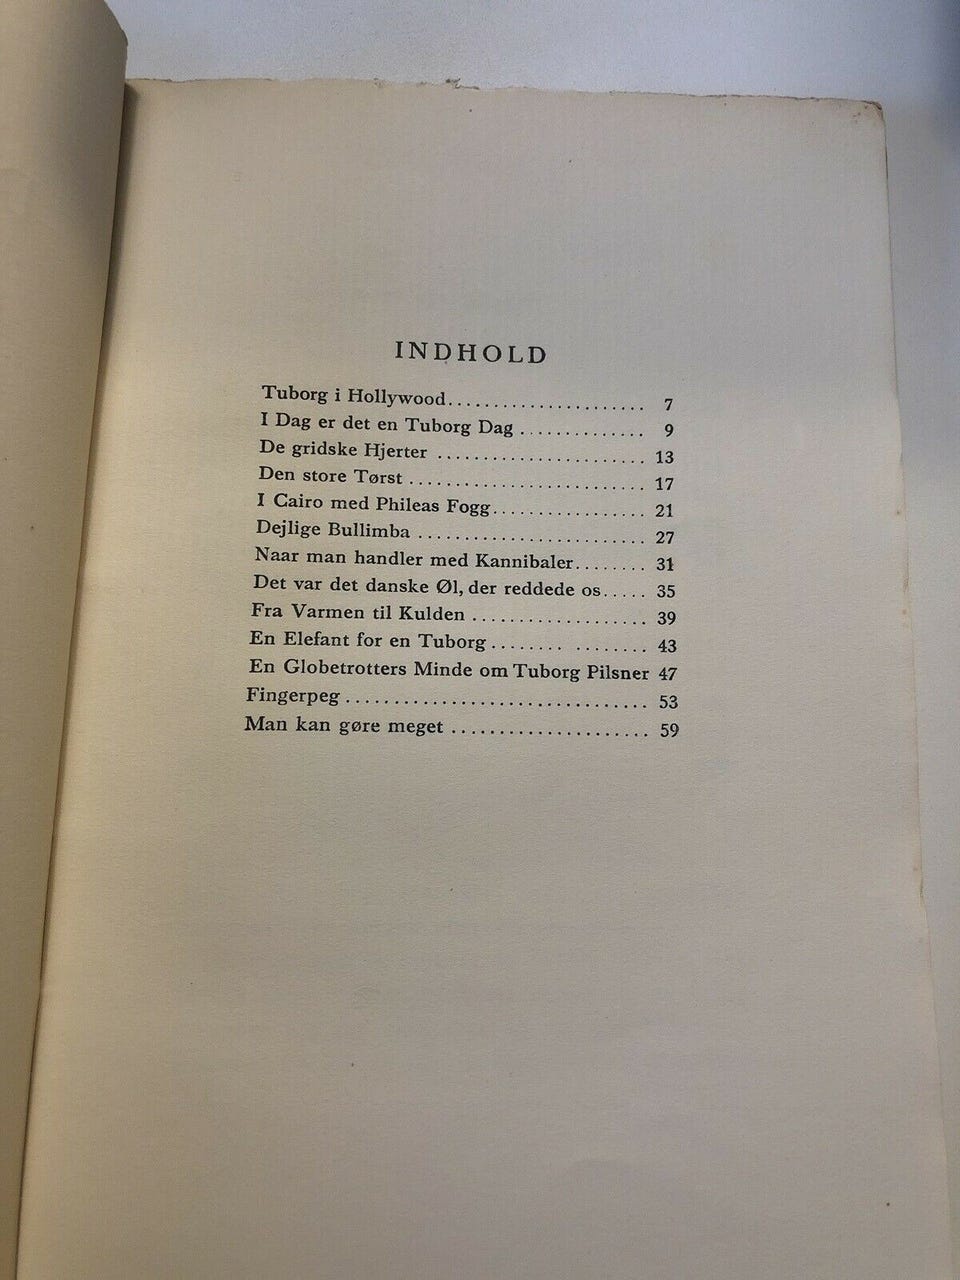 INDHOLD
Tuborg i Hollywood...................... 7
I Dag er det en Tuborg Dag ............. 9
De gridske Hjerter ...................... 13
Den store Tørst ......................... 17
I Cairo med Phileas Fogg................ 21
Dejlige Bullimba ........................ 27
Naar man handler med Kannibaler........ 31
Det var det danske Øl, der reddede os..... 35
Fra Varmen til Kulden ................... 39
En Elefant for en Tuborg........ ........ 43
En Globetrotters Minde om Tuborg Pilsner 47
Fingerpeg ................................ 53
Man kan gøre meget ..................... 59